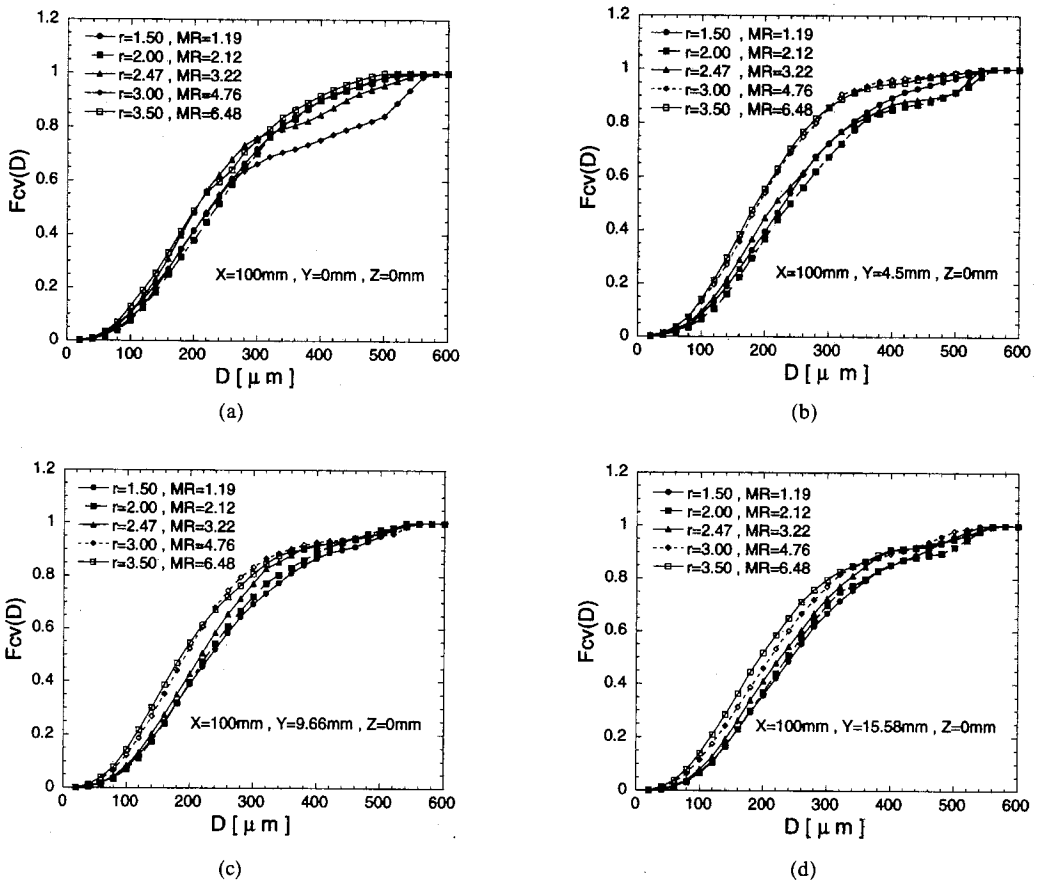 1.2
1
0.8
0.6
0.4
0.2
0
Fcv(D)
r=1.50 , MR=1.19
r=2.00 , MR=2.12
r=2.47 , MR=3.22
r=3.00 , MR=4.76
r=3.50 , MR=6.48
X=100mm , Y=0mm , Z=0mm
0 100 200 300 400 500 600
D [ μ m ]
(a)
1.2
1
0.8
0.6
0.4
0.2
0
Fcv(D)
r=1.50 , MR=1.19
r=2.00 , MR=2.12
r=2.47 , MR=3.22
r=3.00 , MR=4.76
r=3.50 , MR=6.48
X=100mm , Y=4.5mm , Z=0mm
0 100 200 300 400 500 600
D [ μ m ]
(b)
1.2
1
0.8
0.6
0.4
0.2
0
Fcv(D)
r=1.50 , MR=1.19
r=2.00 , MR=2.12
r=2.47 , MR=3.22
r=3.00 , MR=4.76
r=3.50 , MR=6.48
X=100mm , Y=9.66mm , Z=0mm
0 100 200 300 400 500 600
D [ μ m ]
(c)
1.2
1
0.8
0.6
0.4
0.2
0
Fcv(D)
r=1.50 , MR=1.19
r=2.00 , MR=2.12
r=2.47 , MR=3.22
r=3.00 , MR=4.76
r=3.50 , MR=6.48
X=100mm , Y=15.58mm , Z=0mm
0 100 200 300 400 500 600
D [ μ m ]
(d)